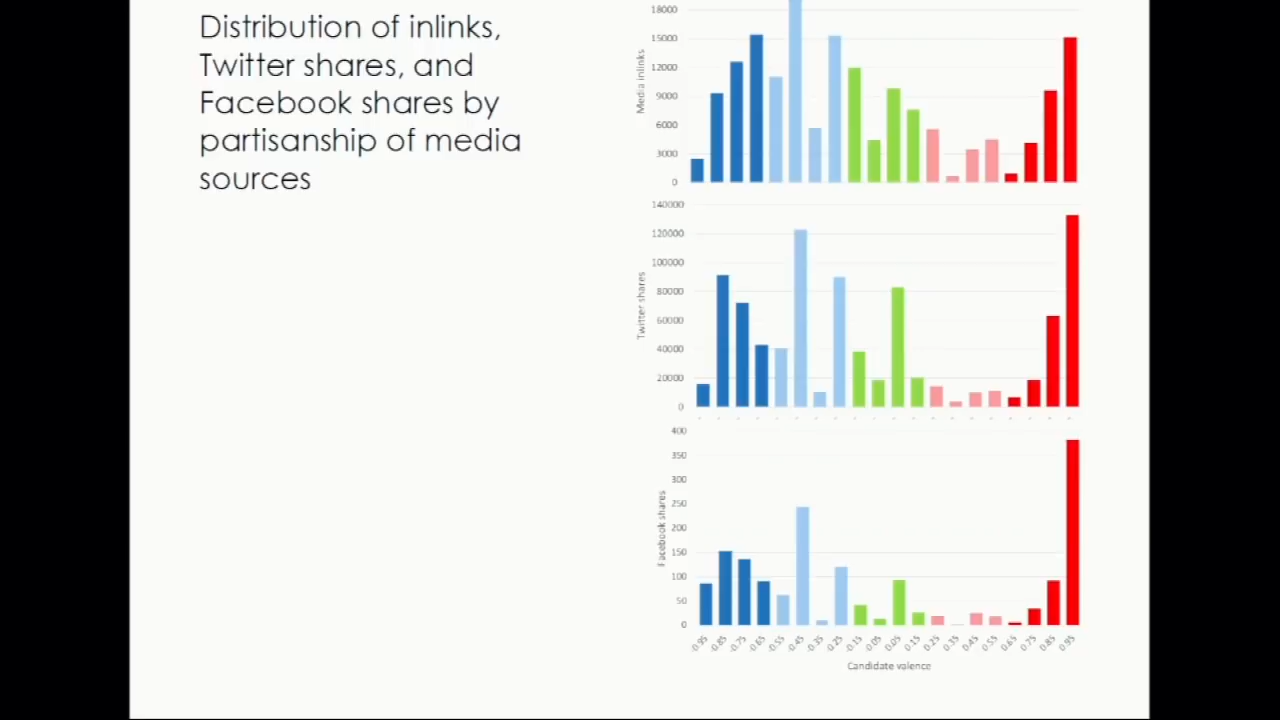 Distribution of inlinks,
Twitter shares, and
Facebook shares by
partisanship of media
sources
18000
15000
12000
9000
6000
3000
0
Media inlinks
140000
120000
100000
80000
60000
40000
20000
0
Twitter shares
400
350
300
250
200
150
100
50
0
Facebook shares
-0.95 -0.85 -0.75 -0.65 -0.55 -0.45 -0.35 -0.25 -0.15 0.05 0.05 0.15 0.25 0.35 0.45 0.55 0.65 0.75 0.85 0.95
Candidate valence